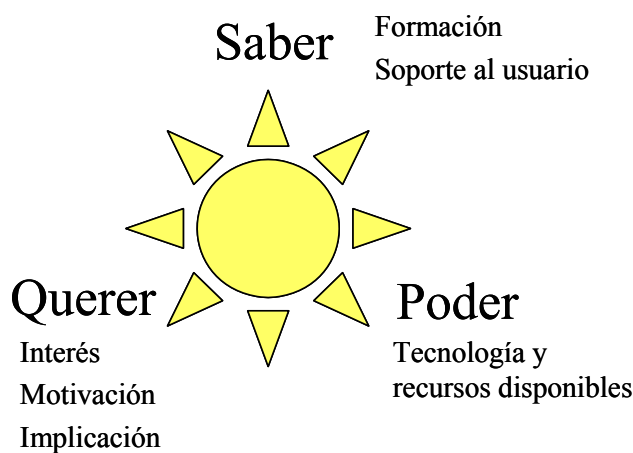 Saber
Formación
Soporte al usuario
Querer
Interés
Motivación
Implicación
Poder
Tecnología y
recursos disponibles